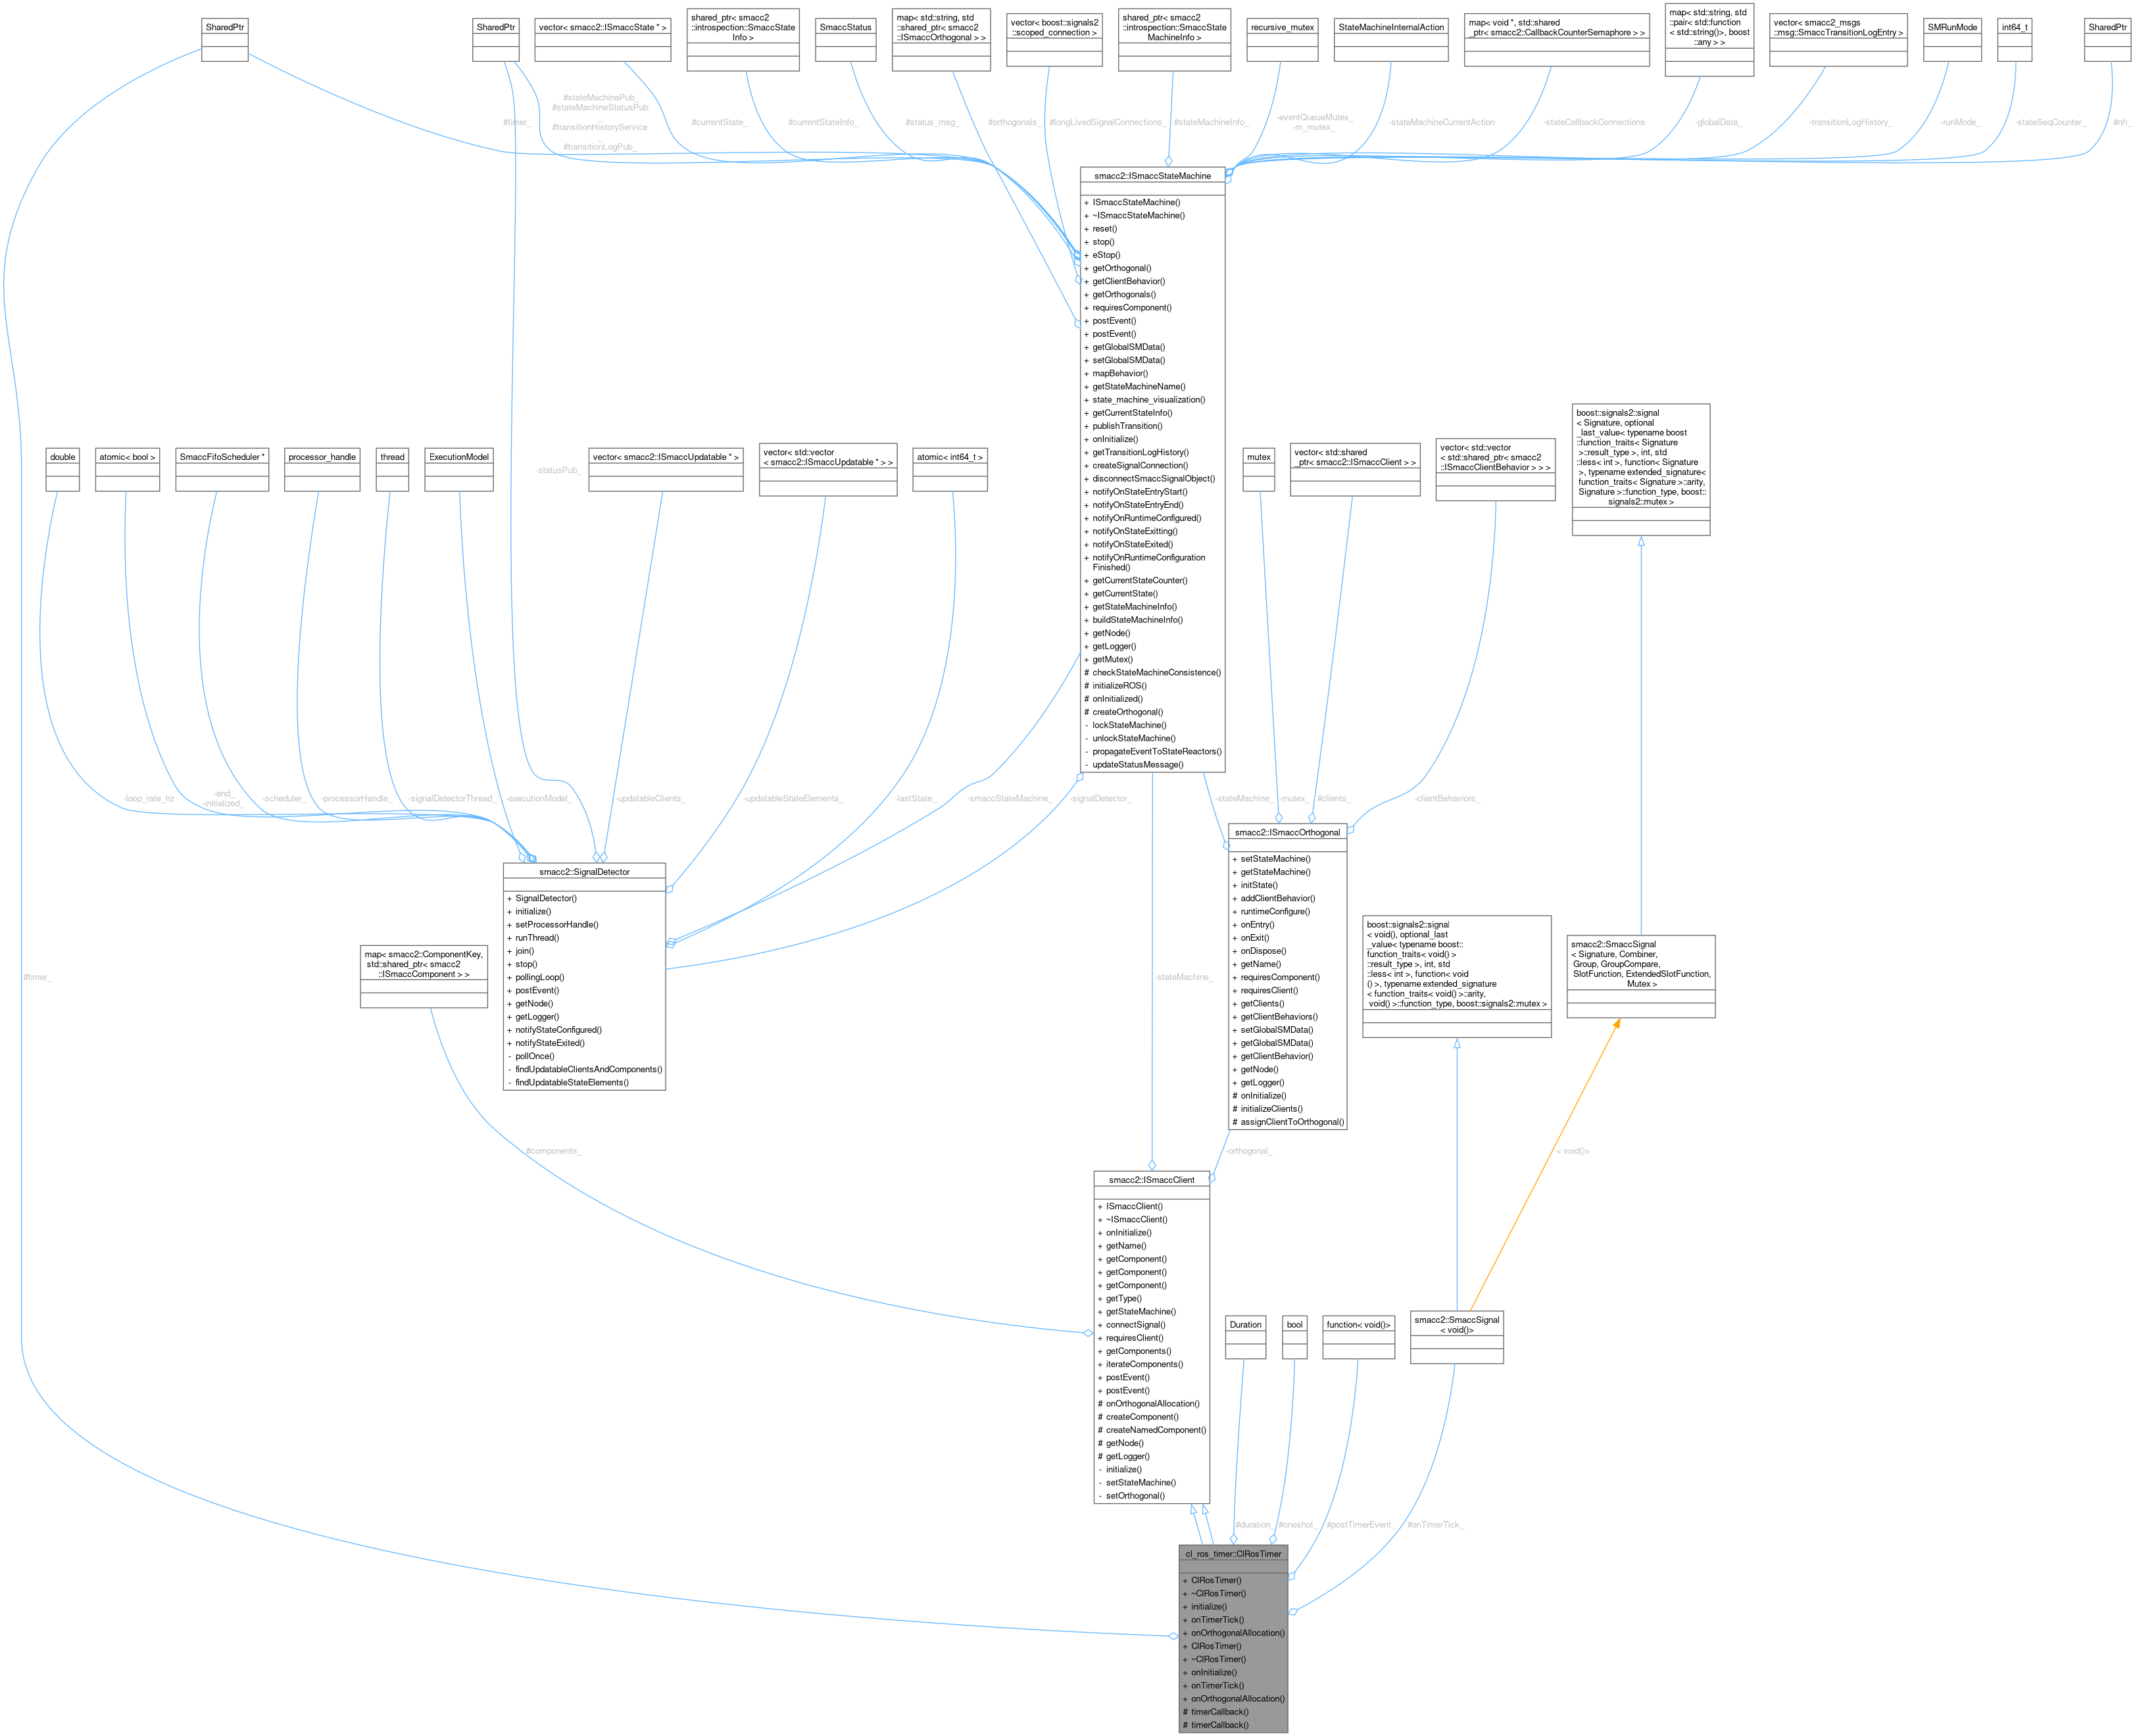 SharedPtr
SharedPtr
vector< smacc2::ISmaccState * >
shared_ptr< smacc2
::introspection::SmaccState
Info >
SmaccStatus
map< std::string, std
::shared_ptr< smacc2
::ISmaccOrthogonal > >
vector< boost::signals2
::scoped_connection >
shared_ptr< smacc2
::introspection::SmaccState
MachineInfo >
recursive_mutex
StateMachineInternalAction
map< void *, std::shared
_ptr< smacc2::CallbackCounterSemaphore > >
map< std::string, std
::pair< std::function
< std::string()>, boost
::any > >
vector< smacc2_msgs
::msg::SmaccTransitionLogEntry >
SMRunMode
int64_t
SharedPtr
#timer_
#stateMachinePub_
#stateMachineStatusPub
_
#transitionHistoryService
_
#transitionLogPub_
#currentState_
#currentStateInfo_
#status_msg_
#orthogonals_
#longLivedSignalConnections_
#stateMachineInfo_
-eventQueueMutex_
-m_mutex_
-stateMachineCurrentAction
-stateCallbackConnections
-globalData_
-transitionLogHistory_
-runMode_
-stateSeqCounter_
#nh_
smacc2::ISmaccStateMachine
+ ISmaccStateMachine()
+ ~ISmaccStateMachine()
+ reset()
+ stop()
+ eStop()
+ getOrthogonal()
+ getClientBehavior()
+ getOrthogonals()
+ requiresComponent()
+ postEvent()
+ postEvent()
+ getGlobalSMData()
+ setGlobalSMData()
+ mapBehavior()
+ getStateMachineName()
+ state_machine_visualization()
+ getCurrentStateInfo()
+ publishTransition()
+ onInitialize()
+ getTransitionLogHistory()
+ createSignalConnection()
+ disconnectSmaccSignalObject()
+ notifyOnStateEntryStart()
+ notifyOnStateEntryEnd()
+ notifyOnRuntimeConfigured()
+ notifyOnStateExitting()
+ notifyOnStateExited()
+ notifyOnRuntimeConfiguration
Finished()
+ getCurrentStateCounter()
+ getCurrentState()
+ getStateMachineInfo()
+ buildStateMachineInfo()
+ getNode()
+ getLogger()
+ getMutex()
# checkStateMachineConsistence()
# initializeROS()
# onInitialized()
# createOrthogonal()
- lockStateMachine()
- unlockStateMachine()
- propagateEventToStateReactors()
- updateStatusMessage()
double
atomic< bool >
SmaccFifoScheduler *
processor_handle
thread
ExecutionModel
-statusPub_
vector< smacc2::ISmaccUpdatable * >
vector< std::vector
< smacc2::ISmaccUpdatable * > >
atomic< int64_t >
mutex
vector< std::shared
_ptr< smacc2::ISmaccClient > >
vector< std::vector
< std::shared_ptr< smacc2
::ISmaccClientBehavior > > >
boost::signals2::signal
< Signature, optional
_last_value< typename boost
::function_traits< Signature
>::result_type >, int, std
::less< int >, function< Signature
>, typename extended_signature<
function_traits< Signature >::arity,
Signature >::function_type, boost::
signals2::mutex >
-loop_rate_hz
-end_
-initialized_
-scheduler_
-processorHandle_
-signalDetectorThread_
-executionModel_
-updatableClients_
-updatableStateElements_
-lastState_
-smaccStateMachine_
-signalDetector_
-stateMachine_
-mutex_
#clients_
-clientBehaviors_
smacc2::SignalDetector
+ SignalDetector()
+ initialize()
+ setProcessorHandle()
+ runThread()
+ join()
+ stop()
+ pollingLoop()
+ postEvent()
+ getNode()
+ getLogger()
+ notifyStateConfigured()
+ notifyStateExited()
- pollOnce()
- findUpdatableClientsAndComponents()
- findUpdatableStateElements()
smacc2::ISmaccOrthogonal
+ setStateMachine()
+ getStateMachine()
+ initState()
+ addClientBehavior()
+ runtimeConfigure()
+ onEntry()
+ onExit()
+ onDispose()
+ getName()
+ requiresComponent()
+ requiresClient()
+ getClients()
+ getClientBehaviors()
+ setGlobalSMData()
+ getGlobalSMData()
+ getClientBehavior()
+ getNode()
+ getLogger()
# onInitialize()
# initializeClients()
# assignClientToOrthogonal()
boost::signals2::signal
< void(), optional_last
_value< typename boost::
function_traits< void() >
::result_type >, int, std
::less< int >, function< void
() >, typename extended_signature
< function_traits< void() >::arity,
void() >::function_type, boost::signals2::mutex >
smacc2::SmaccSignal
< Signature, Combiner,
Group, GroupCompare,
SlotFunction, ExtendedSlotFunction,
Mutex >
map< smacc2::ComponentKey,
std::shared_ptr< smacc2
::ISmaccComponent > >
#timer_
-stateMachine_
#components_
-orthogonal_
< void()>
smacc2::ISmaccClient
+ ISmaccClient()
+ ~ISmaccClient()
+ onInitialize()
+ getName()
+ getComponent()
+ getComponent()
+ getComponent()
+ getType()
+ getStateMachine()
+ connectSignal()
+ requiresClient()
+ getComponents()
+ iterateComponents()
+ postEvent()
+ postEvent()
# onOrthogonalAllocation()
# createComponent()
# createNamedComponent()
# getNode()
# getLogger()
- initialize()
- setStateMachine()
- setOrthogonal()
Duration
bool
function< void()>
smacc2::SmaccSignal
< void()>
#duration_
#oneshot_
#postTimerEvent_
#onTimerTick_
cl_ros_timer::ClRosTimer
+ ClRosTimer()
+ ~ClRosTimer()
+ initialize()
+ onTimerTick()
+ onOrthogonalAllocation()
+ ClRosTimer()
+ ~ClRosTimer()
+ onInitialize()
+ onTimerTick()
+ onOrthogonalAllocation()
# timerCallback()
# timerCallback()